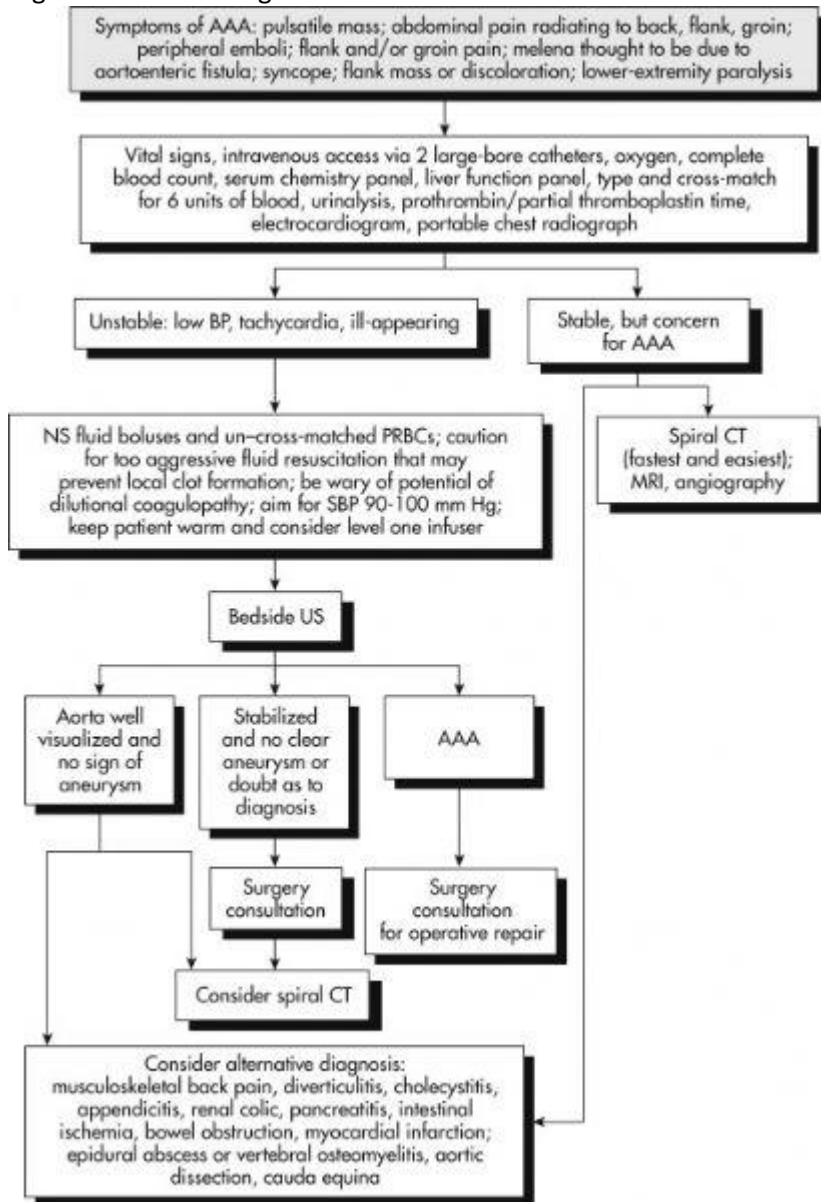 Symptoms of AAA: pulsatile mass; abdominal pain radiating to back, flank, groin;
peripheral emboli; flank and/or groin pain; melena thought to be due to
aortoenteric fistula; syncope; flank mass or discoloration; lower-extremity paralysis
Vital signs, intravenous access via 2 large-bore catheters, oxygen, complete
blood count, serum chemistry panel, liver function panel, type and cross-match
for 6 units of blood, urinalysis, prothrombin/partial thromboplastin time,
electrocardiogram, portable chest radiograph
Unstable: low BP, tachycardia, ill-appearing
Stable, but concern
for AAA
NS fluid boluses and un–cross-matched PRBCs; caution
for too aggressive fluid resuscitation that may
prevent local clot formation; be wary of potential of
dilutional coagulopathy; aim for SBP 90-100 mm Hg;
keep patient warm and consider level one infuser
Spiral CT
(fastest and easiest);
MRI, angiography
Bedside US
Aorta well
visualized and
no sign of
aneurysm
Stabilized
and no clear
aneurysm or
doubt as to
diagnosis
AAA
Surgery
consultation
Surgery
consultation
for operative repair
Consider spiral CT
Consider alternative diagnosis:
musculoskeletal back pain, diverticulitis, cholecystitis,
appendicitis, renal colic, pancreatitis, intestinal
ischemia, bowel obstruction, myocardial infarction;
epidural abscess or vertebral osteomyelitis, aortic
dissection, cauda equina